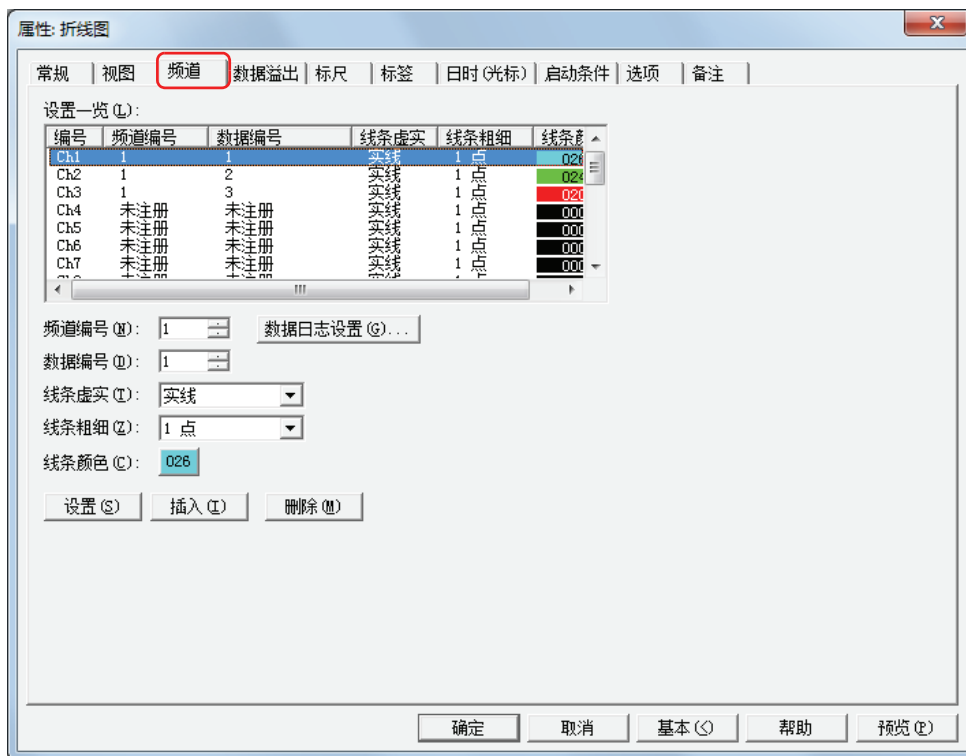 属性: 折线图
常规 视图 频道 数据溢出 标尺 标签 日时(光标) 启动条件 选项 备注
设置一览(L):
编号 频道编号 数据编号 线条虚实 线条粗细 线条
Ch1 1 1 实线 1 点 026
Ch2 1 2 实线 1 点 024
Ch3 1 3 实线 1 点 020
Ch4 未注册 未注册 实线 1 点 000
Ch5 未注册 未注册 实线 1 点 000
Ch6 未注册 未注册 实线 1 点 000
Ch7 未注册 未注册 实线 1 点 000
频道编号(N): 1 数据日志设置(G)...
数据编号(D): 1
线条虚实(T): 实线
线条粗细(Z): 1 点
线条颜色(C): 026
设置(S) 插入(I) 删除(M)
确定 取消 基本(<) 帮助 预览(P)